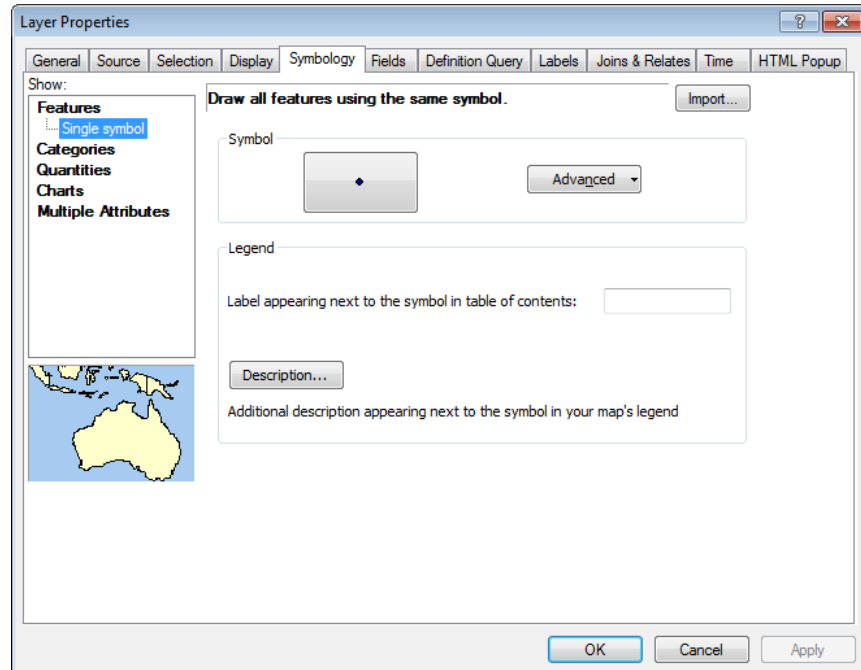 Layer Properties
General Source Selection Display Symbology Fields Definition Query Labels Joins & Relates Time HTML Popup
Show:
Features
Single symbol
Categories
Quantities
Charts
Multiple Attributes
Draw all features using the same symbol.
Import...
Symbol
Advanced
Legend
Label appearing next to the symbol in table of contents:
Description...
Additional description appearing next to the symbol in your map's legend
OK Cancel Apply